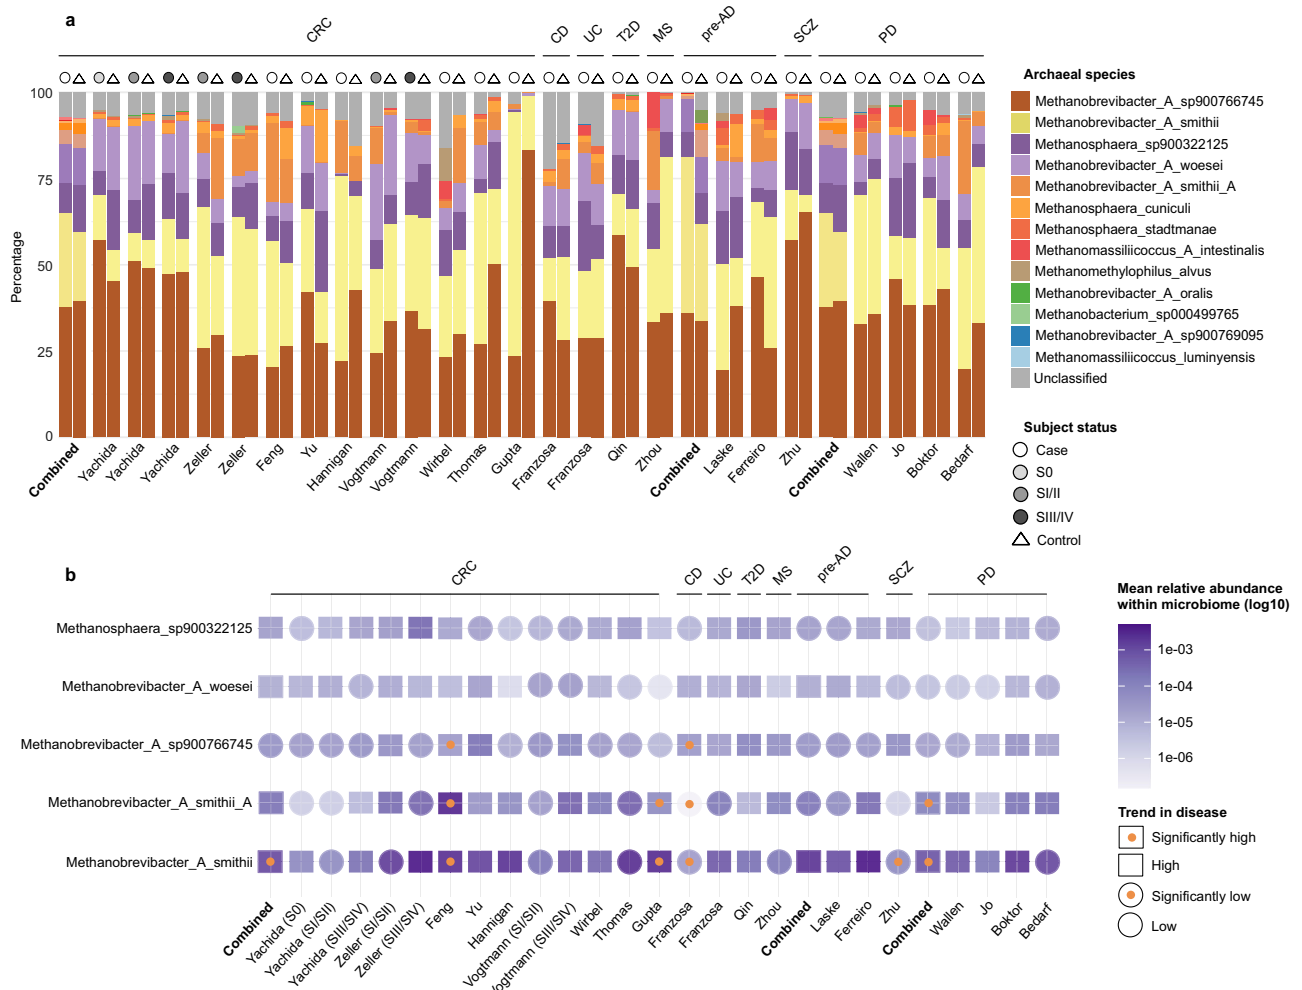 a
CRC
CD
UC
T2D
MS
pre-AD
SCZ
PD
Percentage
100
75
50
25
0
Combined
Yachida
Yachida
Yachida
Zeller
Zeller
Feng
Yu
Hannigan
Vogtmann
Vogtmann
Wirbel
Thomas
Gupta
Franzosa
Franzosa
Qin
Zhou
Combined
Laske
Ferreiro
Zhu
Combined
Wallen
Jo
Boktor
Bedarf
Archaeal species
Methanobrevibacter_A_sp900766745
Methanobrevibacter_A_smithii
Methanosphaera_sp900322125
Methanobrevibacter_A_woesei
Methanobrevibacter_A_smithii_A
Methanosphaera_cuniculi
Methanosphaera_stadtmanae
Methanomassiliicoccus_A_intestinalis
Methanomethylophilus_alvus
Methanobrevibacter_A_oralis
Methanobacterium_sp000499765
Methanobrevibacter_A_sp900769095
Methanomassiliicoccus_luminyensis
Unclassified
Subject status
Case
S0
SI/II
SIII/IV
Control
b
CRC
CD
UC
T2D
MS
pre-AD
SCZ
PD
Methanosphaera_sp900322125
Methanobrevibacter_A_woesei
Methanobrevibacter_A_sp900766745
Methanobrevibacter_A_smithii_A
Methanobrevibacter_A_smithii
Combined
Yachida (S0)
Yachida (SI/SII)
Yachida (SIII/SIV)
Zeller (SI/SII)
Zeller (SIII/SIV)
Feng
Yu
Hannigan
Vogtmann (SI/SII)
Vogtmann (SIII/SIV)
Wirbel
Thomas
Gupta
Franzosa
Franzosa
Qin
Zhou
Combined
Laske
Ferreiro
Zhu
Combined
Wallen
Jo
Boktor
Bedarf
Mean relative abundance
within microbiome (log10)
1e-03
1e-04
1e-05
1e-06
Trend in disease
Significantly high
High
Significantly low
Low